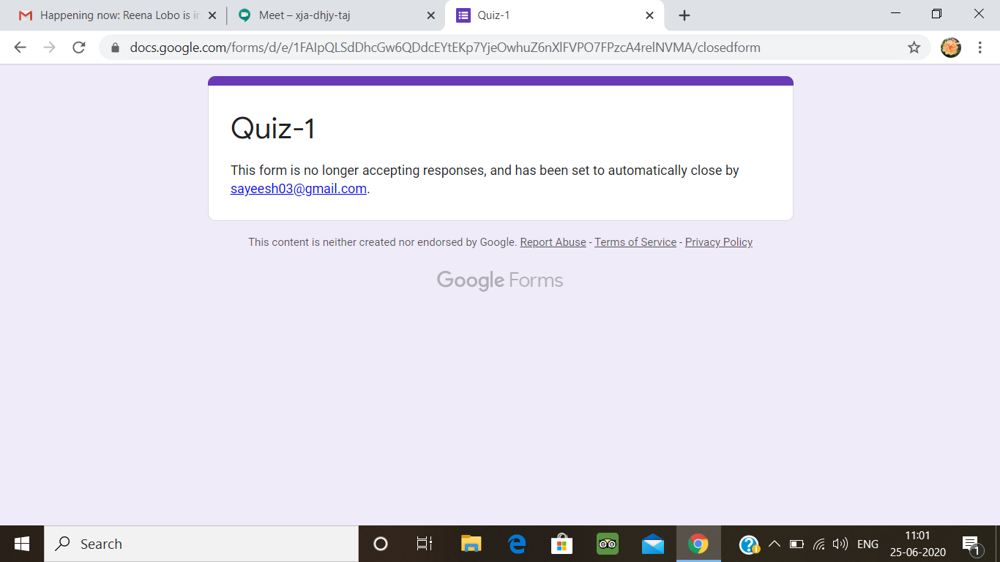 Happening now: Reena Lobo is in
Meet – xja-dhjy-taj
Quiz-1
docs.google.com/forms/d/e/1FAIpQLSdDhcGw6QDdcEYtEKp7YjeOwhuZ6nXlFVPO7FPzcA4relNVMA/closedform
Quiz-1
This form is no longer accepting responses, and has been set to automatically close by
sayeesh03@gmail.com.
This content is neither created nor endorsed by Google. Report Abuse - Terms of Service - Privacy Policy
Google Forms
Search
ENG
11:01
25-06-2020
1